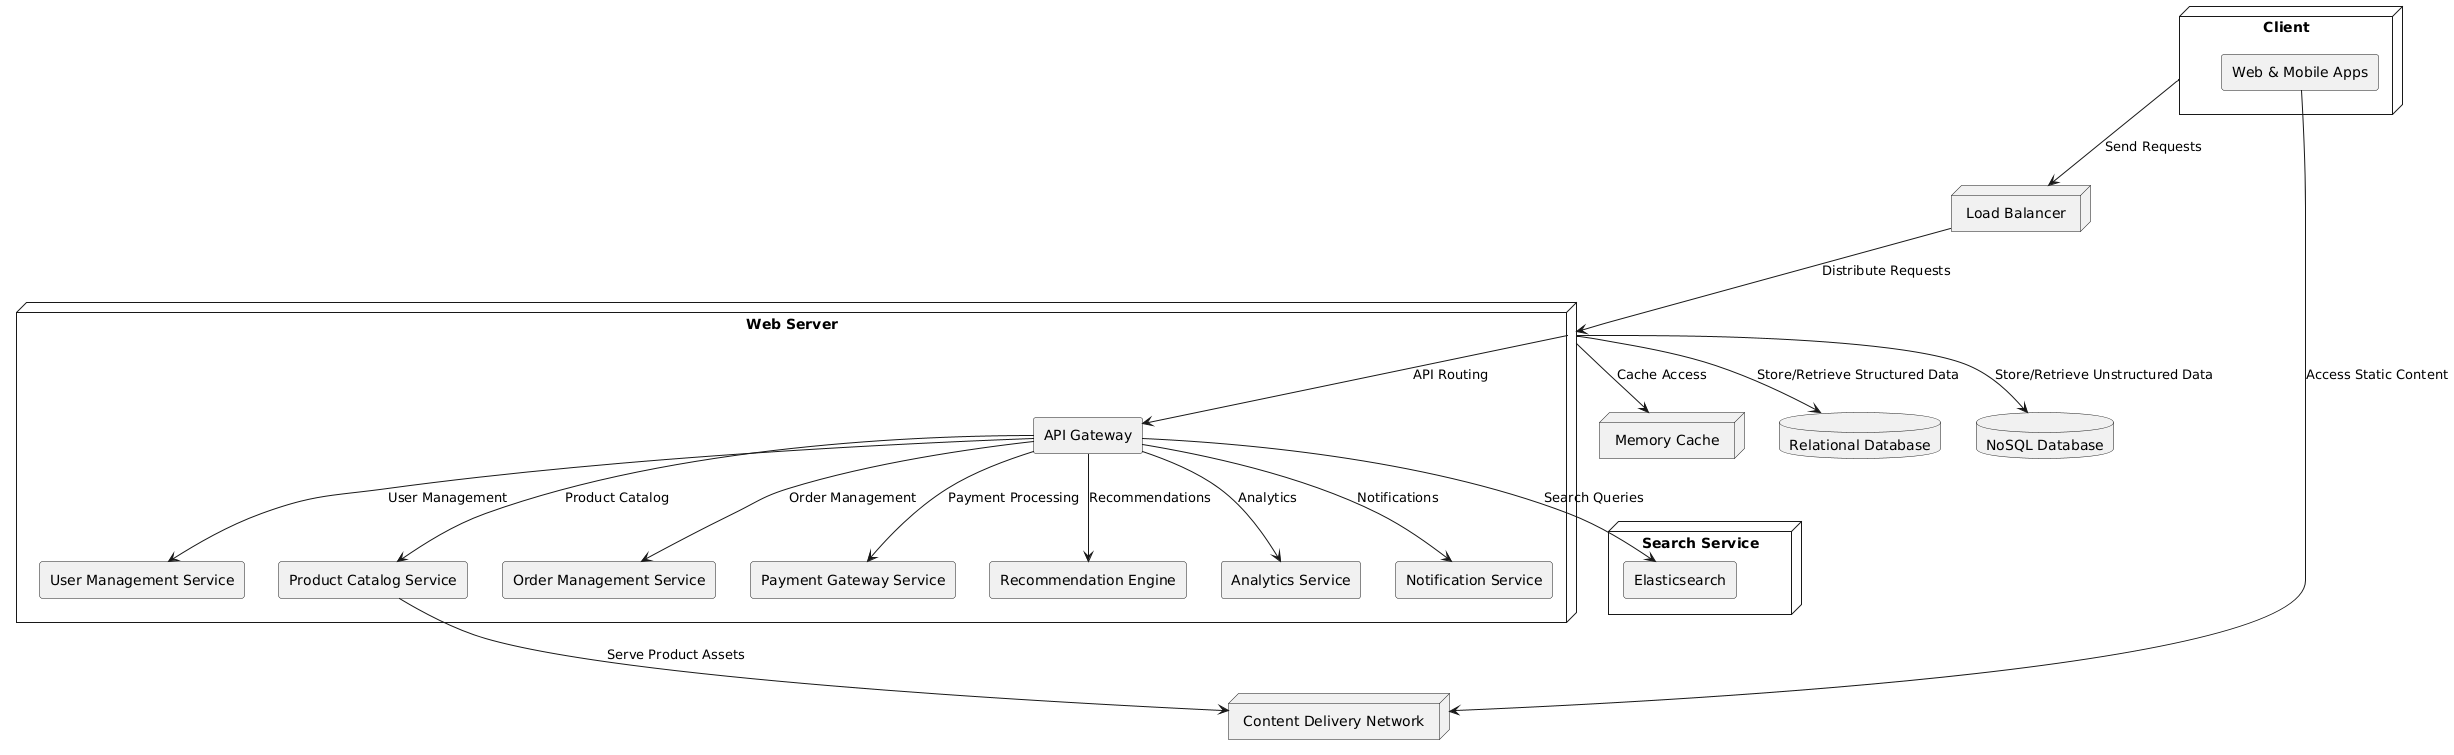 Client
Web & Mobile Apps
Send Requests
Load Balancer
Distribute Requests
Web Server
API Routing
Cache Access
Store/Retrieve Structured Data
Store/Retrieve Unstructured Data
Access Static Content
API Gateway
Memory Cache
Relational Database
NoSQL Database
User Management
Product Catalog
Order Management
Payment Processing
Recommendations
Analytics
Notifications
Search Queries
Search Service
User Management Service
Product Catalog Service
Order Management Service
Payment Gateway Service
Recommendation Engine
Analytics Service
Notification Service
Elasticsearch
Serve Product Assets
Content Delivery Network